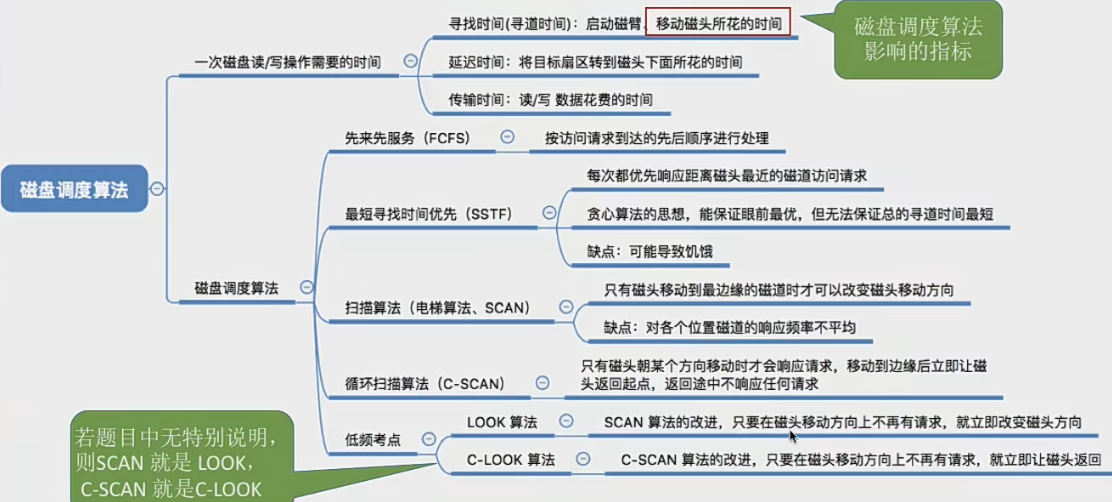 寻找时间(寻道时间)：启动磁臂、移动磁头所花的时间
磁盘调度算法
影响的指标
一次磁盘读/写操作需要的时间
延迟时间：将目标扇区转到磁头下面所花的时间
传输时间：读/写 数据花费的时间
先来先服务（FCFS）
按访问请求到达的先后顺序进行处理
磁盘调度算法
每次都优先响应距离磁头最近的磁道访问请求
最短寻找时间优先（SSTF）
贪心算法的思想，能保证眼前最优，但无法保证总的寻道时间最短
缺点：可能导致饥饿
磁盘调度算法
只有磁头移动到最边缘的磁道时才可以改变磁头移动方向
扫描算法（电梯算法、SCAN）
缺点：对各个位置磁道的响应频率不平均
循环扫描算法（C-SCAN）
只有磁头朝某个方向移动时才会响应请求，移动到边缘后立即让磁
头返回起点，返回途中不响应任何请求
低频考点
LOOK 算法
SCAN 算法的改进，只要在磁头移动方向上不再有请求，就立即改变磁头方向
C-LOOK 算法
C-SCAN 算法的改进，只要在磁头移动方向上不再有请求，就立即让磁头返回
若题目中无特别说明，
则SCAN 就是 LOOK，
C-SCAN 就是C-LOOK